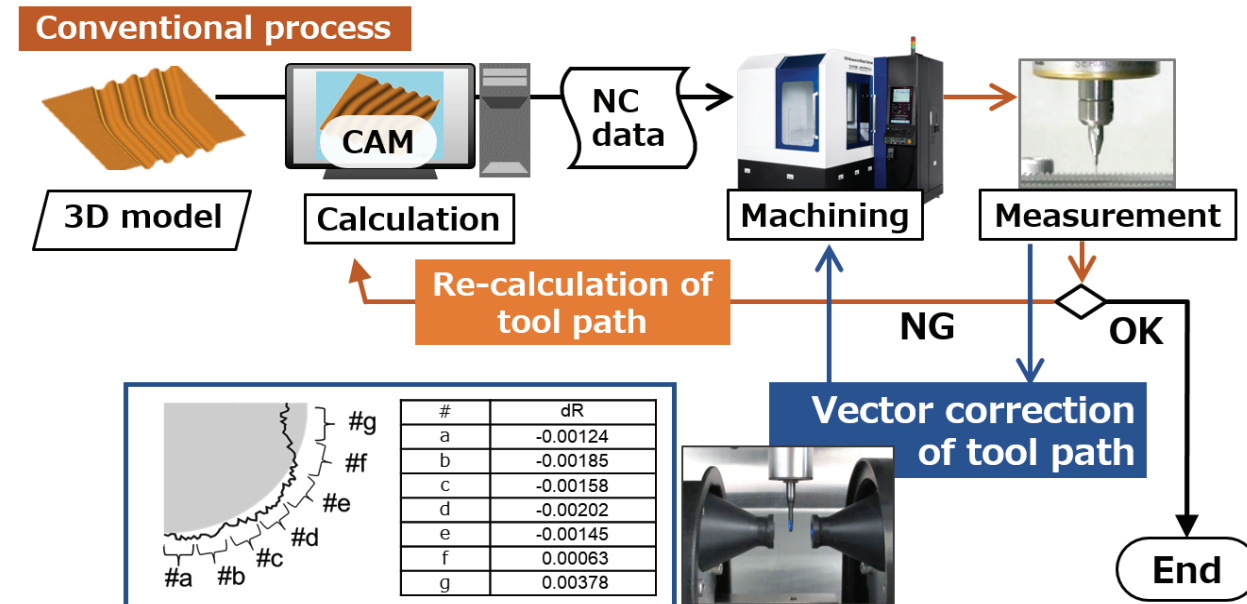 Conventional process
CAM
NC
data
3D model
Calculation
Machining
Measurement
Re-calculation of
tool path
NG
OK
Vector correction
of tool path
#g
#f
#e
#d
#c
#b
#a
# dR
a -0.00124
b -0.00185
c -0.00158
d -0.00202
e -0.00145
f 0.00063
g 0.00378
End